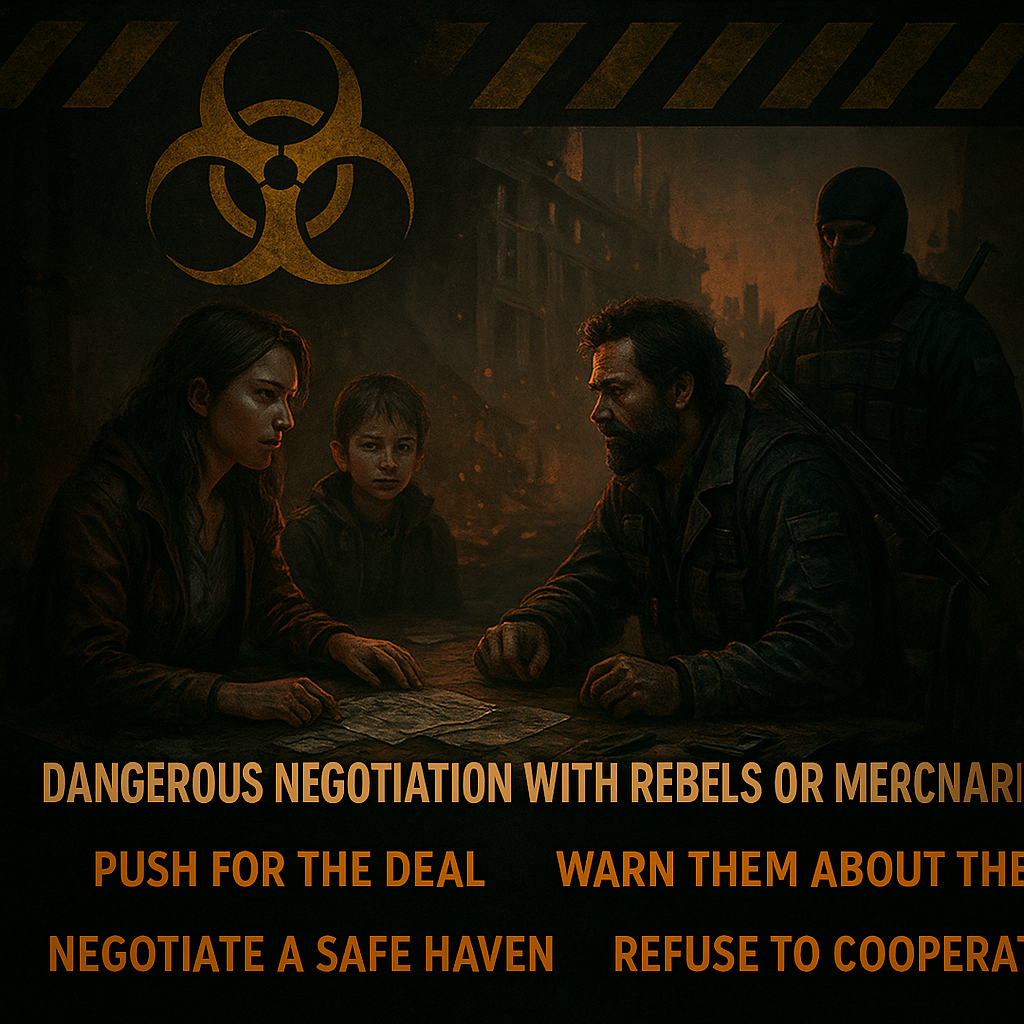 DANGEROUS NEGOTIATION WITH REBELS OR MERCNARI
PUSH FOR THE DEAL WARN THEM ABOUT THE
NEGOTIATE A SAFE HAVEN REFUSE TO COOPERAT